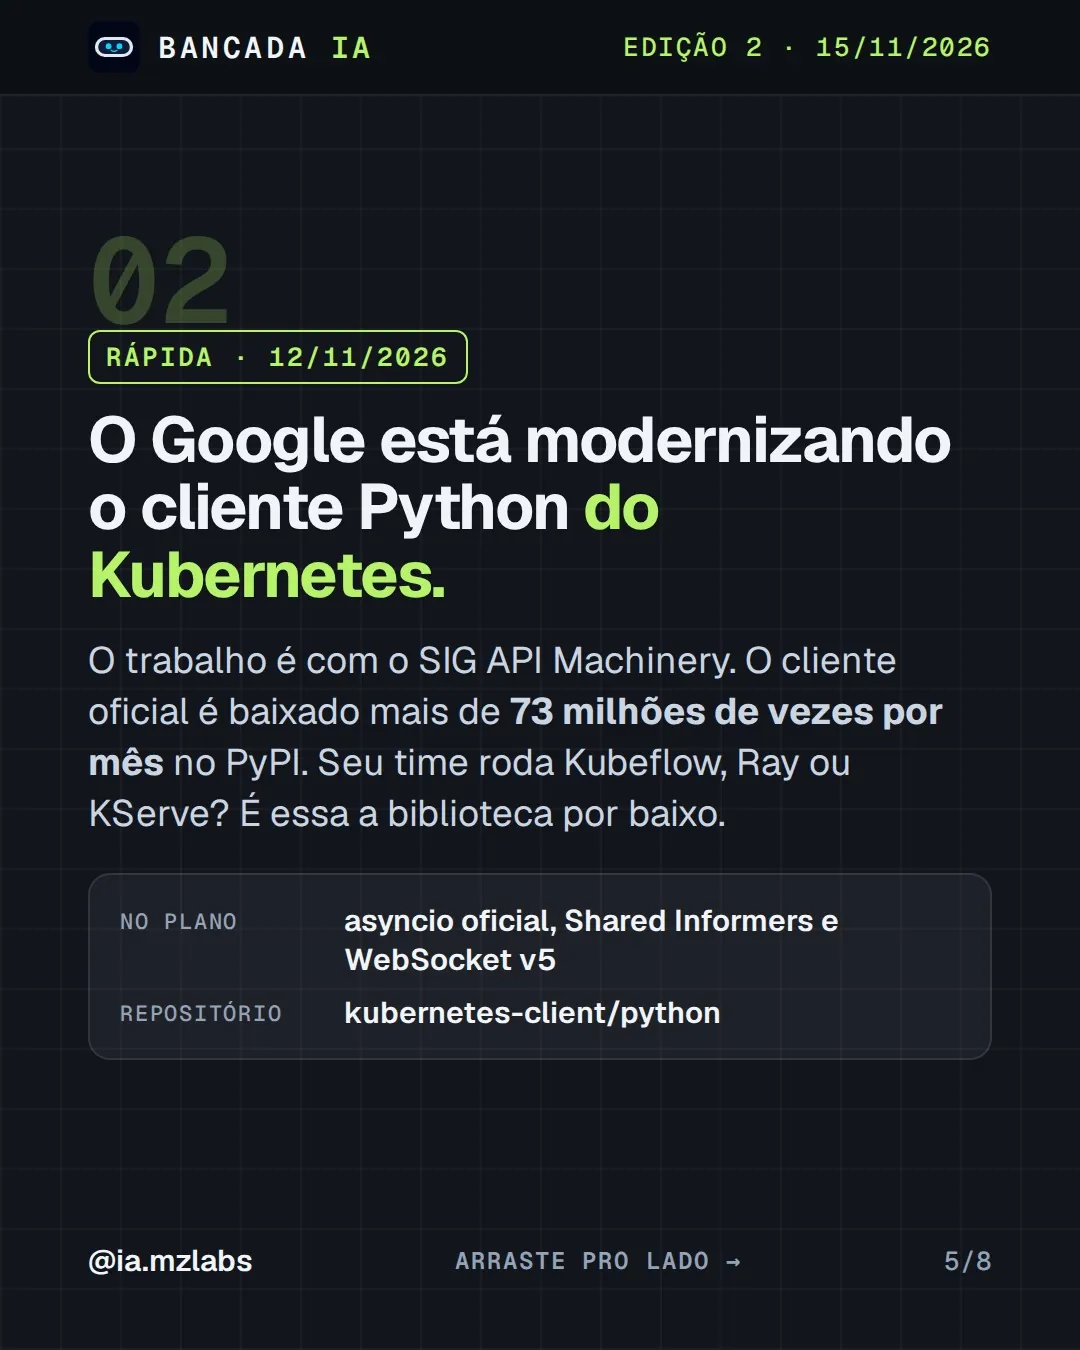 BANCADA IA
EDIÇÃO 2 · 15/11/2026
02
RÁPIDA · 12/11/2026
O Google está modernizando
o cliente Python do
Kubernetes.
O trabalho é com o SIG API Machinery. O cliente
oficial é baixado mais de 73 milhões de vezes por
mês no PyPI. Seu time roda Kubeflow, Ray ou
KServe? É essa a biblioteca por baixo.
NO PLANO
asyncio oficial, Shared Informers e
WebSocket v5
REPOSITÓRIO
kubernetes-client/python
@ia.mzlabs
ARRASTE PRO LADO →
5/8